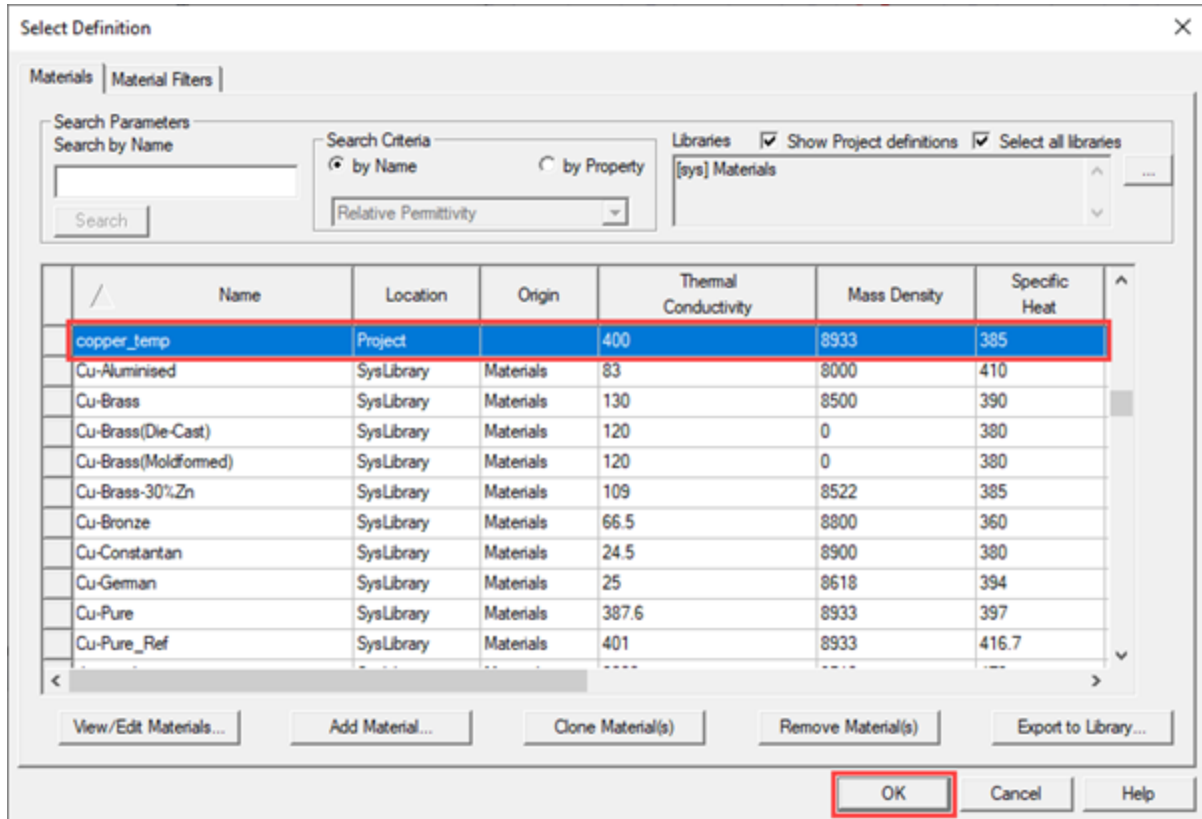 Select Definition
Materials Material Filters
Search Parameters
Search by Name
Search
Search Criteria
by Name by Property
Relative Permittivity
Libraries Show Project definitions Select all libraries
[sys] Materials
...
Name Location Origin Thermal Conductivity Mass Density Specific Heat
copper_temp Project 400 8933 385
Cu-Aluminised SysLibrary Materials 83 8000 410
Cu-Brass SysLibrary Materials 130 8500 390
Cu-Brass(Die-Cast) SysLibrary Materials 120 0 380
Cu-Brass(Moldformed) SysLibrary Materials 120 0 380
Cu-Brass-30%Zn SysLibrary Materials 109 8522 385
Cu-Bronze SysLibrary Materials 66.5 8800 360
Cu-Constantan SysLibrary Materials 24.5 8900 380
Cu-German SysLibrary Materials 25 8618 394
Cu-Pure SysLibrary Materials 387.6 8933 397
Cu-Pure_Ref SysLibrary Materials 401 8933 416.7
View/Edit Materials... Add Material... Clone Material(s) Remove Material(s) Export to Library...
OK Cancel Help